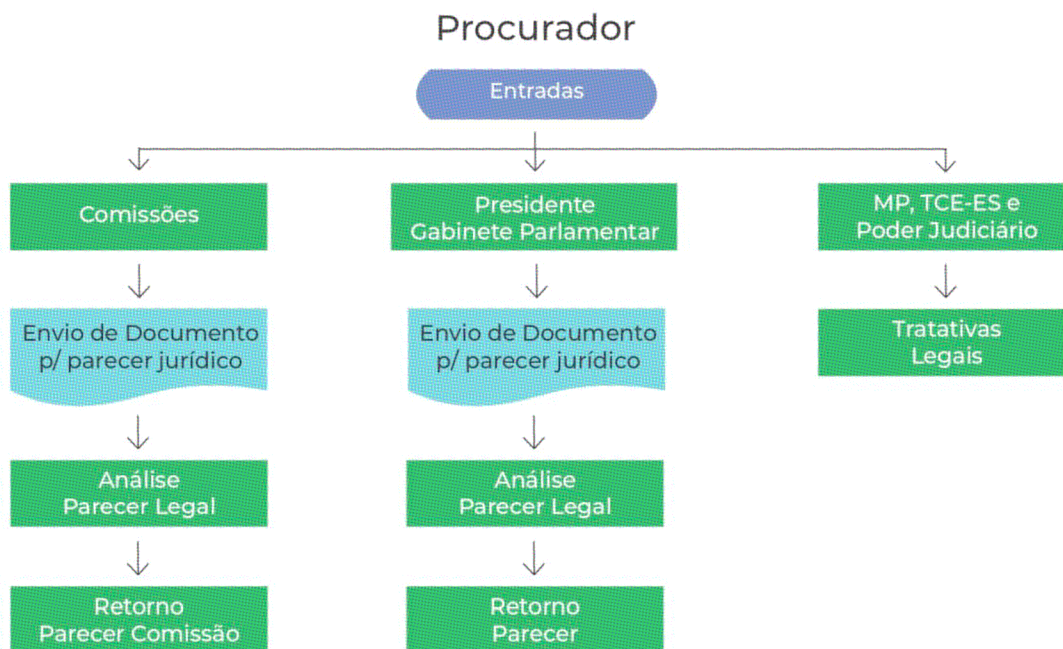 Procurador
Entradas
Comissões
Presidente
Gabinete Parlamentar
MP, TCE-ES e
Poder Judiciário
Envio de Documento
p/ parecer jurídico
Envio de Documento
p/ parecer jurídico
Tratativas
Legais
Análise
Parecer Legal
Análise
Parecer Legal
Retorno
Parecer Comissão
Retorno
Parecer